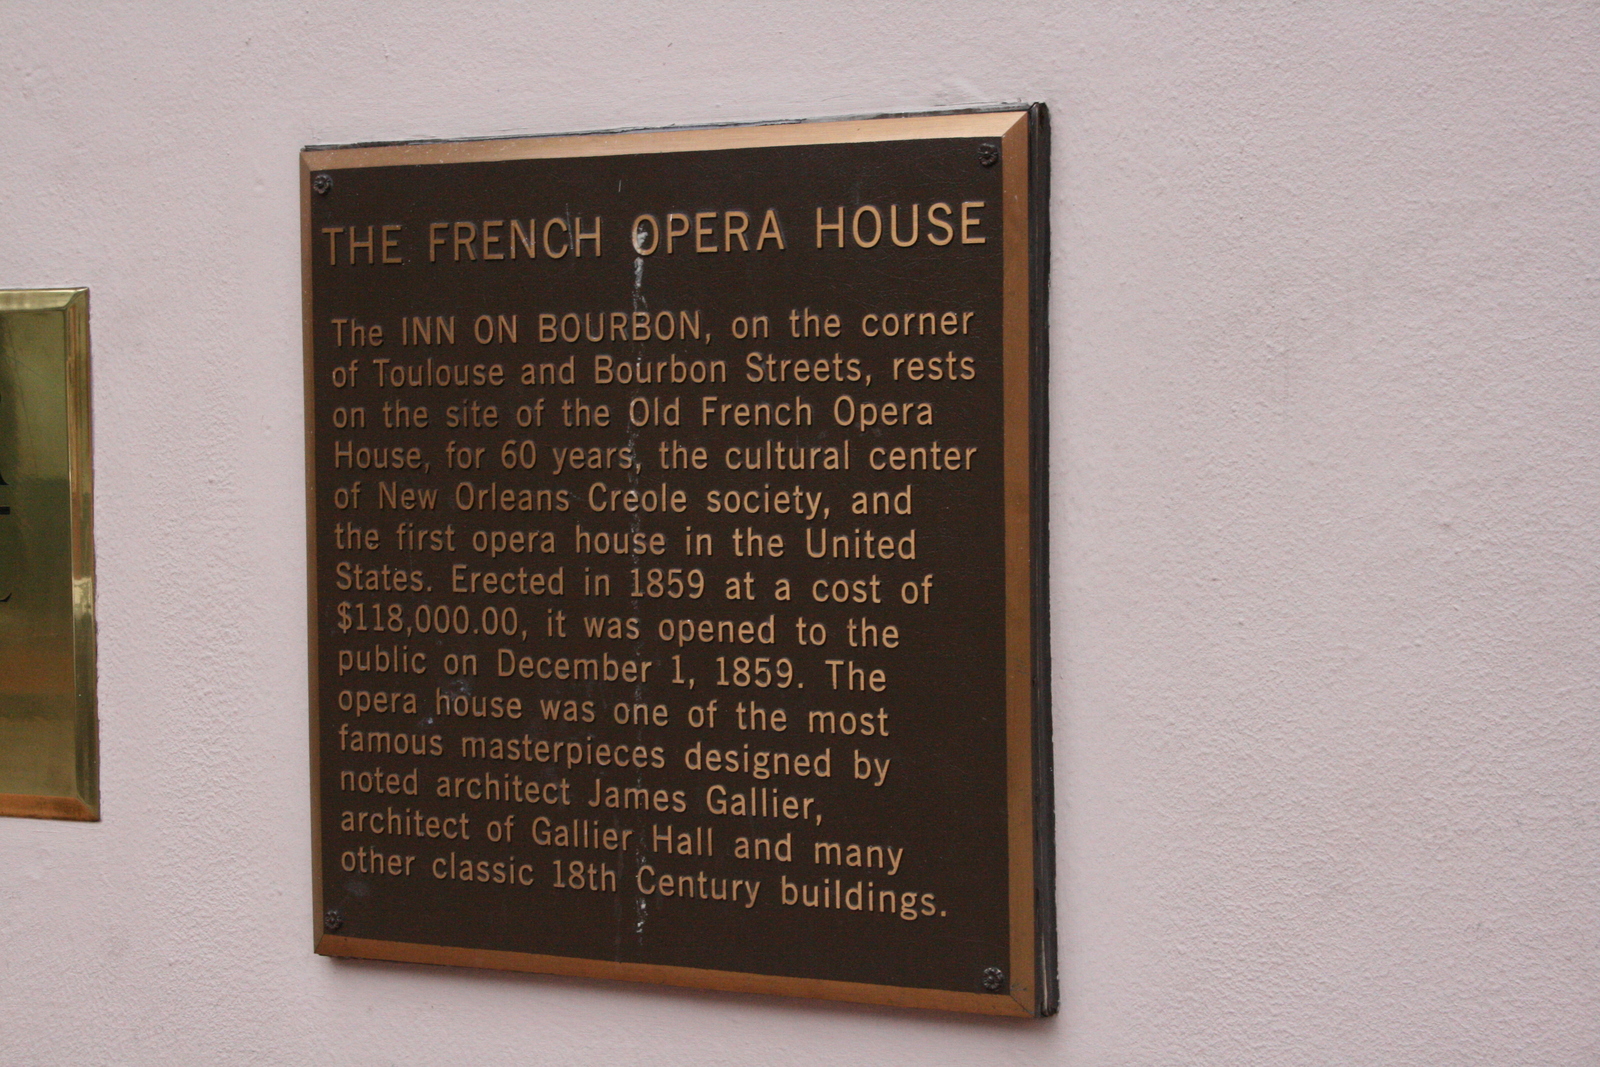 THE FRENCH OPERA HOUSE
The INN ON BOURBON, on the corner
of Toulouse and Bourbon Streets, rests
on the site of the Old French Opera
House, for 60 years, the cultural center
of New Orleans Creole society, and
the first opera house in the United
States. Erected in 1859 at a cost of
$118,000.00, it was opened to the
public on December 1, 1859. The
opera house was one of the most
famous masterpieces designed by
noted architect James Gallier,
architect of Gallier Hall and many
other classic 18th Century buildings.